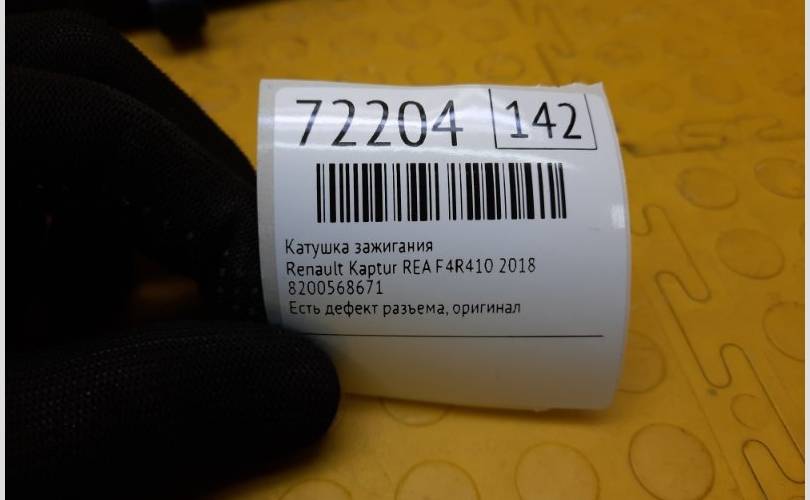 72204 142
Катушка зажигания
Renault Kaptur REA F4R410 2018
8200568671
Есть дефект разъема, оригинал